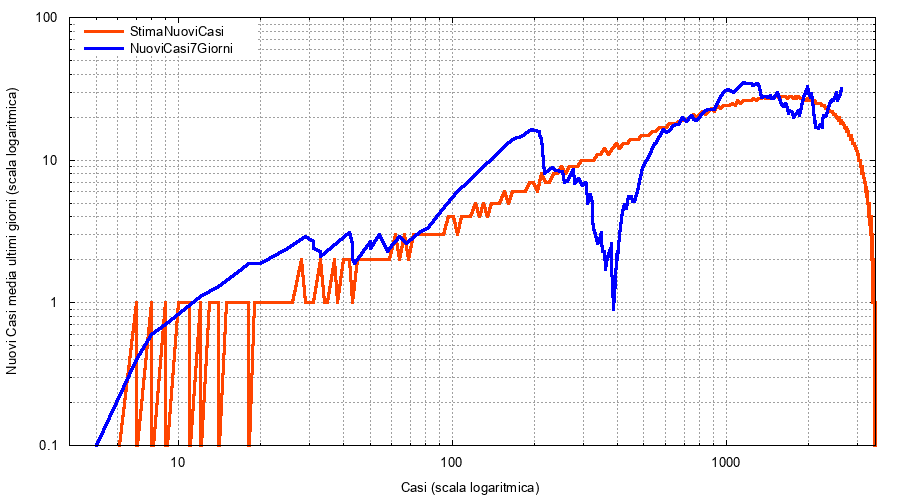 100
StimaNuoviCasi
NuoviCasi7Giorni
10
1
0.1
Nuovi Casi media ultimi giorni (scala logaritmica)
10
100
1000
Casi (scala logaritmica)